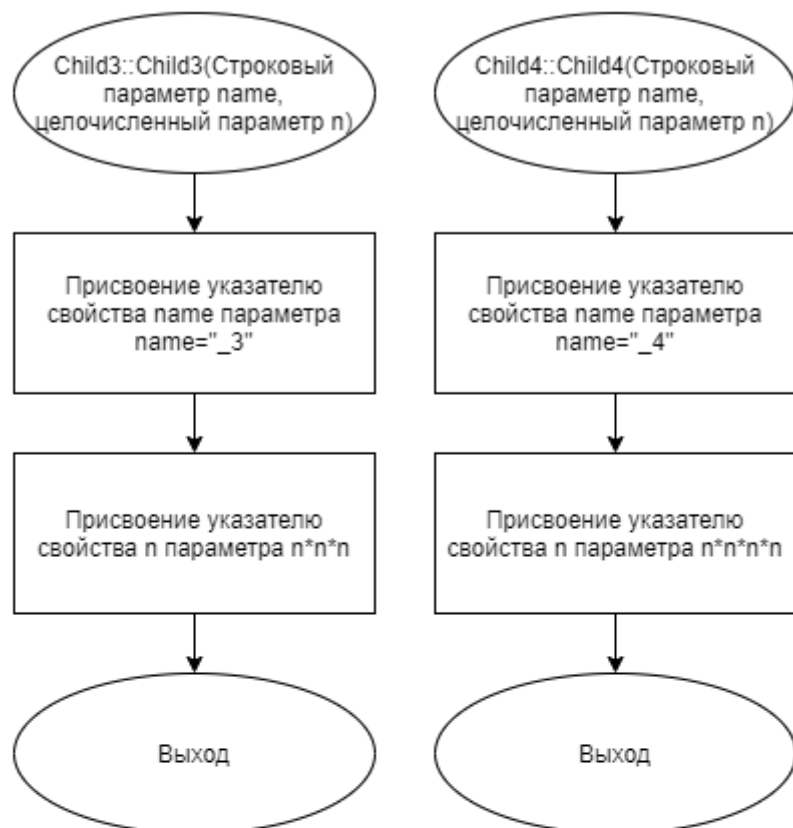 Child3::Child3(Строковый
параметр name,
целочисленный параметр n)
Присвоение указателю
свойства name параметра
name="_3"
Присвоение указателю
свойства n параметра n*n*n
Выход
Child4::Child4(Строковый
параметр name,
целочисленный параметр n)
Присвоение указателю
свойства name параметра
name="_4"
Присвоение указателю
свойства n параметра n*n*n*n
Выход